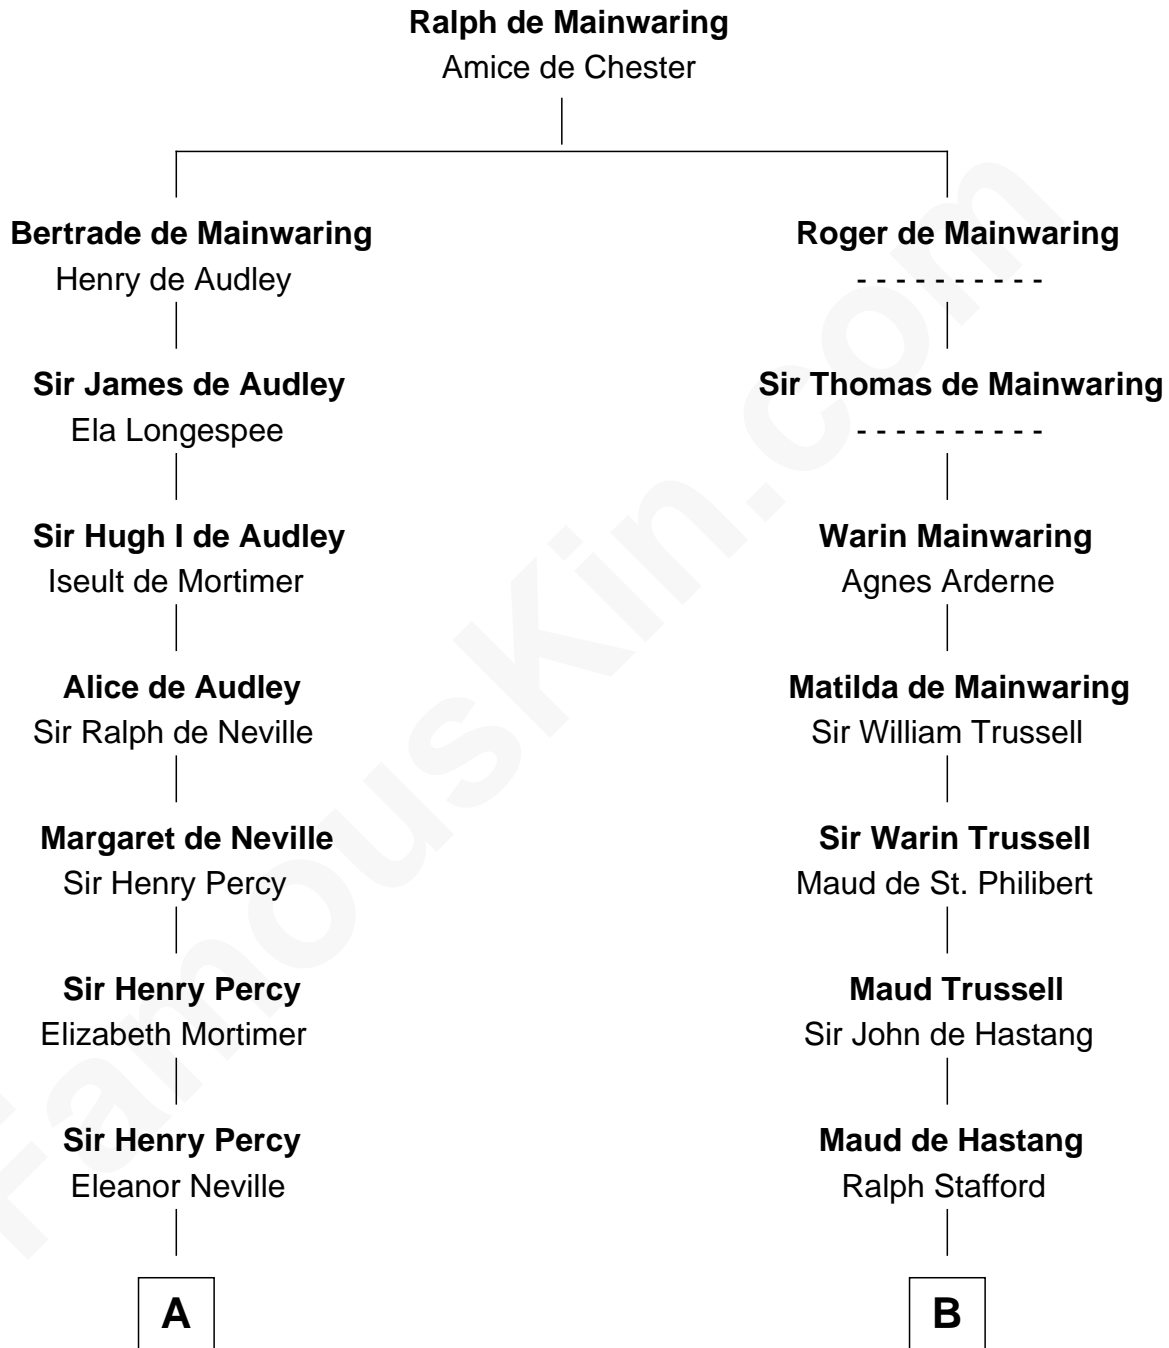 Ralph de Mainwaring
Amice de Chester
Bertrade de Mainwaring
Henry de Audley
Roger de Mainwaring
- - - - - - - - - -
Sir James de Audley
Ela Longespee
Sir Thomas de Mainwaring
- - - - - - - - - -
Sir Hugh I de Audley
Iseult de Mortimer
Warin Mainwaring
Agnes Arderne
Alice de Audley
Sir Ralph de Neville
Matilda de Mainwaring
Sir William Trussell
Margaret de Neville
Sir Henry Percy
Sir Warin Trussell
Maud de St. Philibert
Sir Henry Percy
Elizabeth Mortimer
Maud Trussell
Sir John de Hastang
Sir Henry Percy
Eleanor Neville
Maud de Hastang
Ralph Stafford
A
B
FamousKin.com